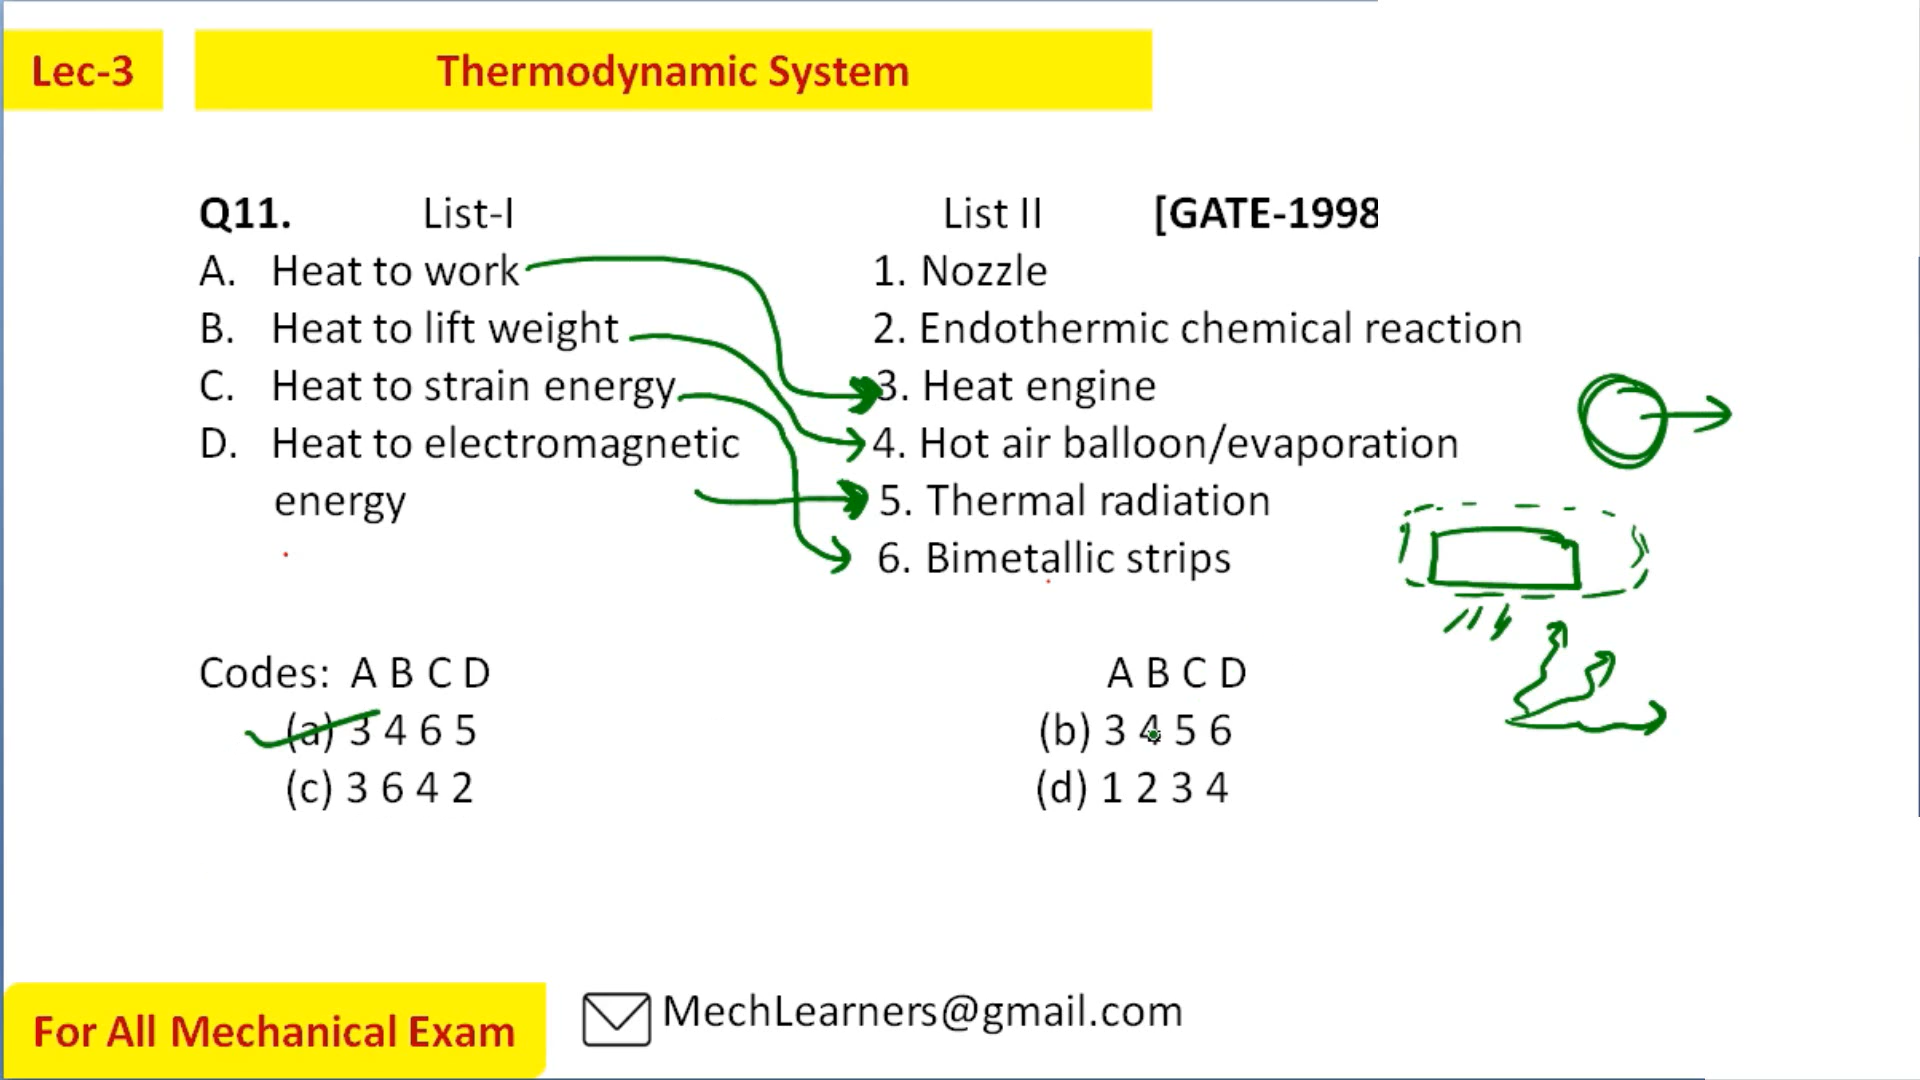 Lec-3 Thermodynamic System
Q11. List-I List II [GATE-1998
A. Heat to work 1. Nozzle
B. Heat to lift weight 2. Endothermic chemical reaction
C. Heat to strain energy 3. Heat engine
D. Heat to electromagnetic 4. Hot air balloon/evaporation
energy 5. Thermal radiation
6. Bimetallic strips
Codes: A B C D A B C D
(a) 3 4 6 5 (b) 3 4 5 6
(c) 3 6 4 2 (d) 1 2 3 4
For All Mechanical Exam MechLearners@gmail.com